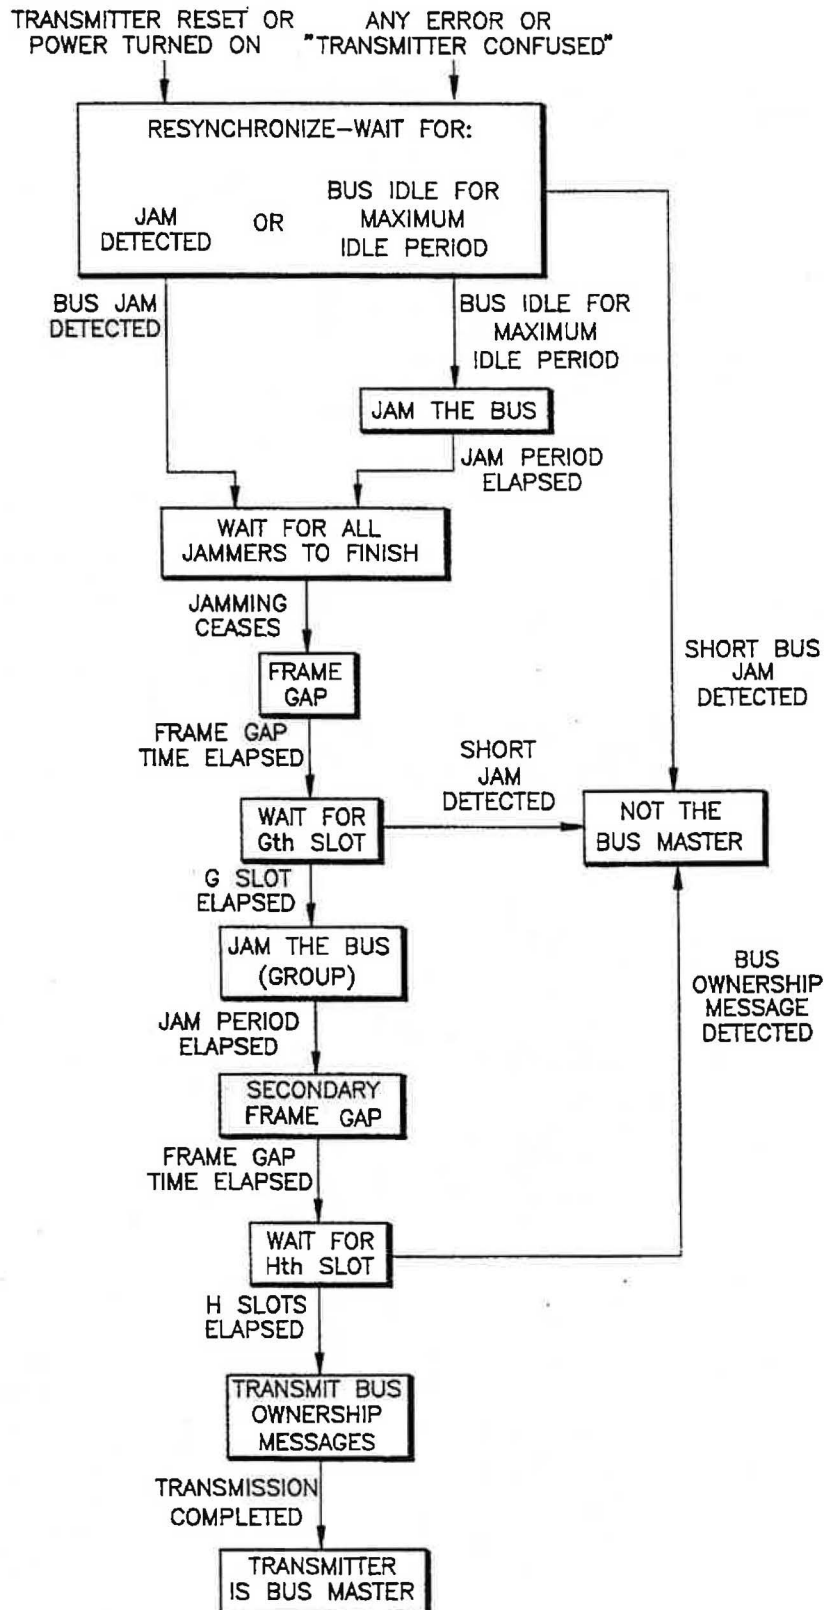 TRANSMITTER RESET OR
POWER TURNED ON
ANY ERROR OR
"TRANSMITTER CONFUSED"
RESYNCHRONIZE-WAIT FOR:
JAM
DETECTED
OR
BUS IDLE FOR
MAXIMUM
IDLE PERIOD
BUS JAM
DETECTED
BUS IDLE FOR
MAXIMUM
IDLE PERIOD
JAM THE BUS
JAM PERIOD
ELAPSED
WAIT FOR ALL
JAMMERS TO FINISH
JAMMING
CEASES
SHORT BUS
JAM
DETECTED
FRAME
GAP
FRAME GAP
TIME ELAPSED
SHORT
JAM
DETECTED
WAIT FOR
Gth SLOT
NOT THE
BUS MASTER
G SLOT
ELAPSED
JAM THE BUS
(GROUP)
BUS
OWNERSHIP
MESSAGE
DETECTED
JAM PERIOD
ELAPSED
SECONDARY
FRAME GAP
FRAME GAP
TIME ELAPSED
WAIT FOR
Hth SLOT
H SLOTS
ELAPSED
TRANSMIT BUS
OWNERSHIP
MESSAGES
TRANSMISSION
COMPLETED
TRANSMITTER
IS BUS MASTER